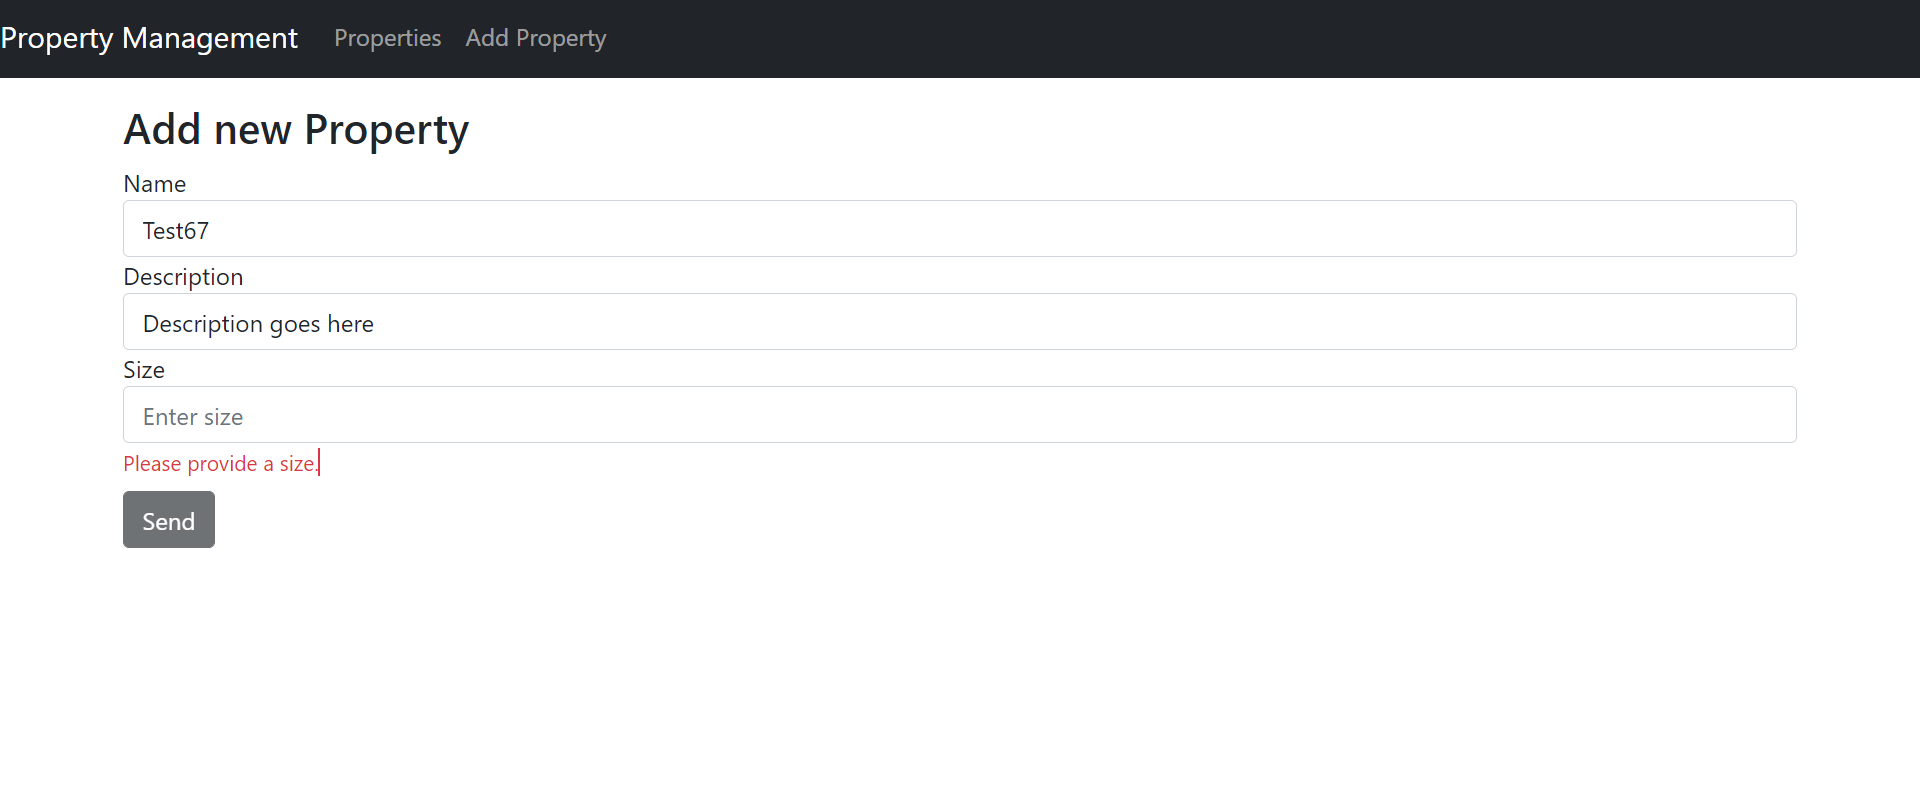 Property Management Properties Add Property
Add new Property
Name
Test67
Description
Description goes here
Size
Enter size
Please provide a size.
Send